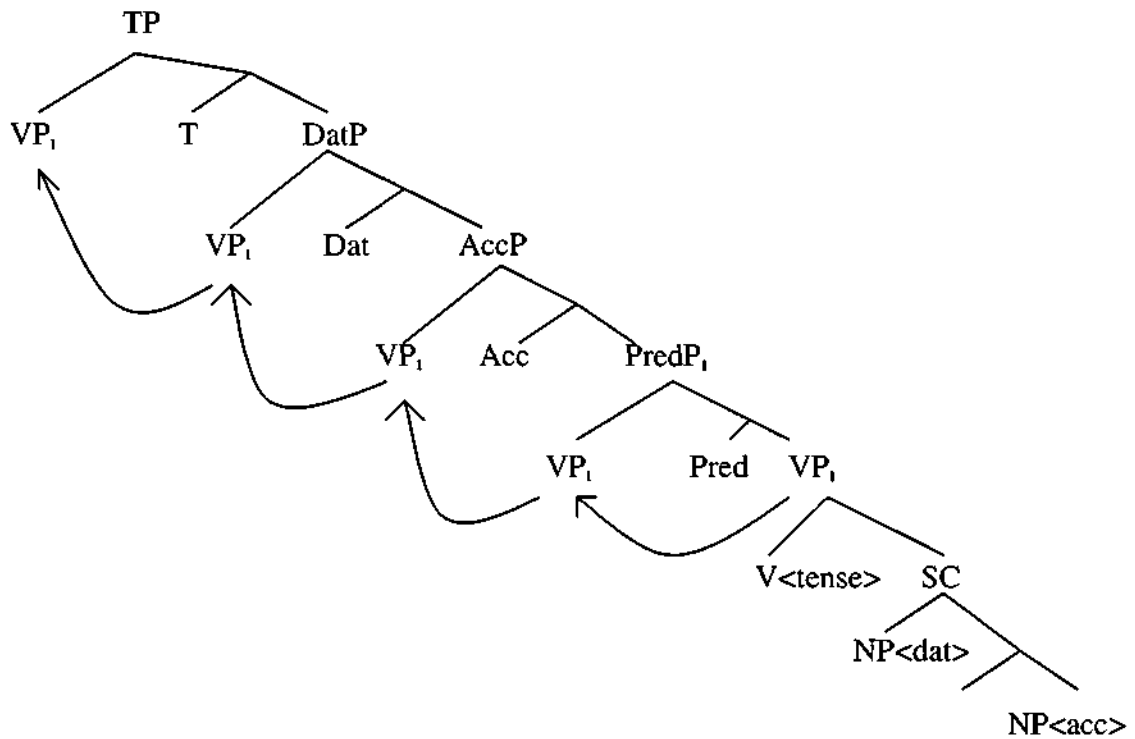 TP
VP₁ T DatP
VP₁ Dat AccP
VP₁ Acc PredP₁
VP₁ Pred VP₁
V<tense> SC
NP<dat>
NP<acc>